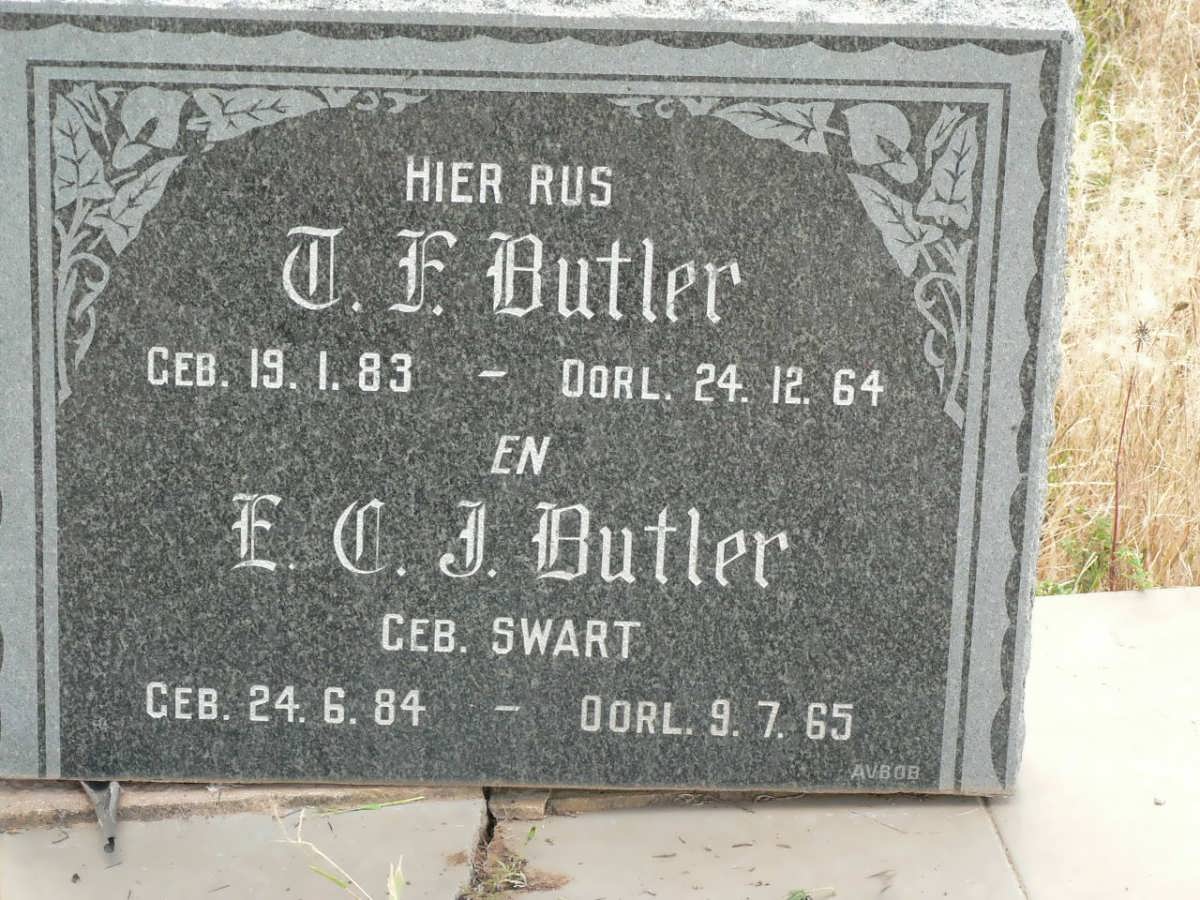 HIER RUS
T. F. Butler
GEB. 19. 1. 83 – OORL. 24. 12. 64
EN
E. C. J. Butler
GEB. SWART
GEB. 24. 6. 84 – OORL. 9. 7. 65
AVBOB